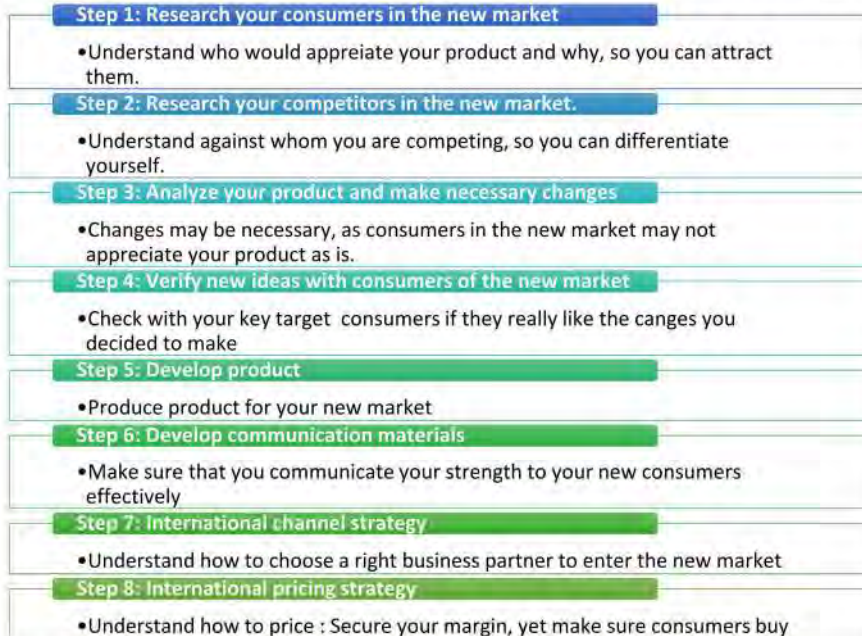 Step 1: Research your consumers in the new market
•Understand who would appreiate your product and why, so you can attract
them.
Step 2: Research your competitors in the new market.
•Understand against whom you are competing, so you can differentiate
yourself.
Step 3: Analyze your product and make necessary changes
•Changes may be necessary, as consumers in the new market may not
appreciate your product as is.
Step 4: Verify new ideas with consumers of the new market
•Check with your key target consumers if they really like the canges you
decided to make
Step 5: Develop product
•Produce product for your new market
Step 6: Develop communication materials
•Make sure that you communicate your strength to your new consumers
effectively
Step 7: International channel strategy
•Understand how to choose a right business partner to enter the new market
Step 8: International pricing strategy
•Understand how to price : Secure your margin, yet make sure consumers buy